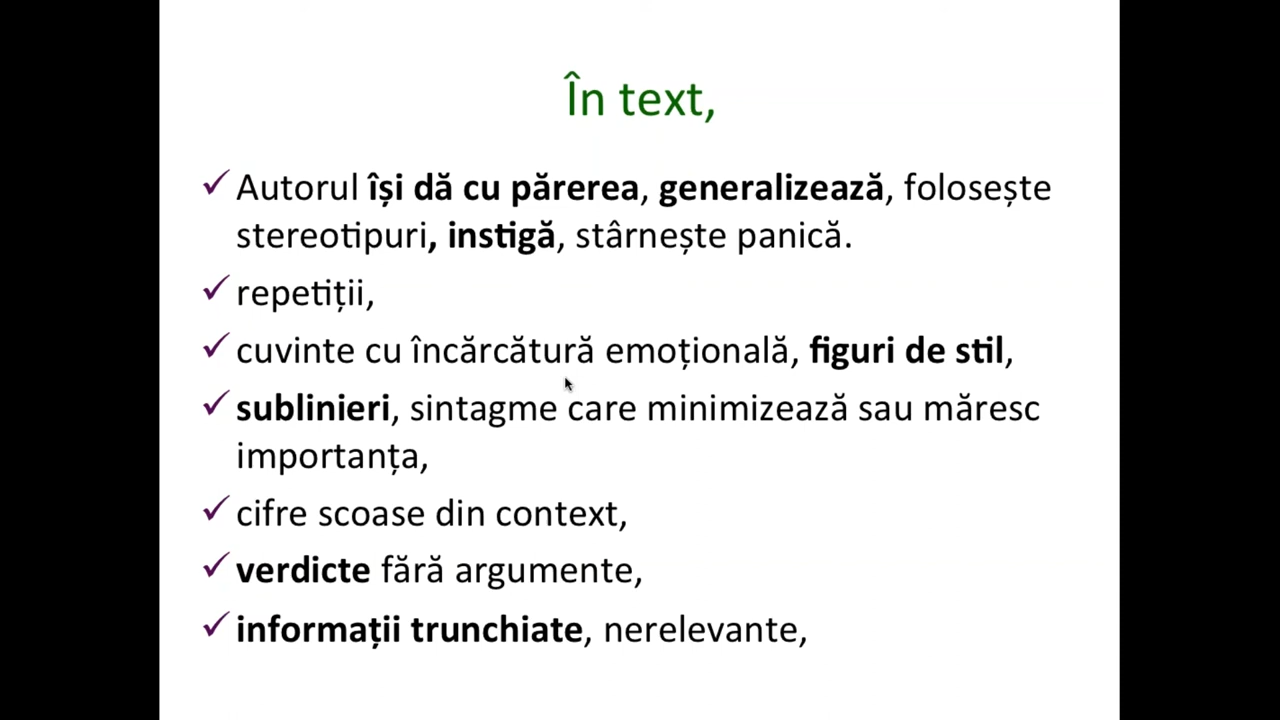 În text,
✓ Autorul își dă cu părerea, generalizează, folosește
stereotipuri, instigă, stârnește panică.
✓ repetiții,
✓ cuvinte cu încărcătură emoțională, figuri de stil,
✓ sublinieri, sintagme care minimizează sau măresc
importanța,
✓ cifre scoase din context,
✓ verdicte fără argumente,
✓ informații trunchiate, nerelevante,